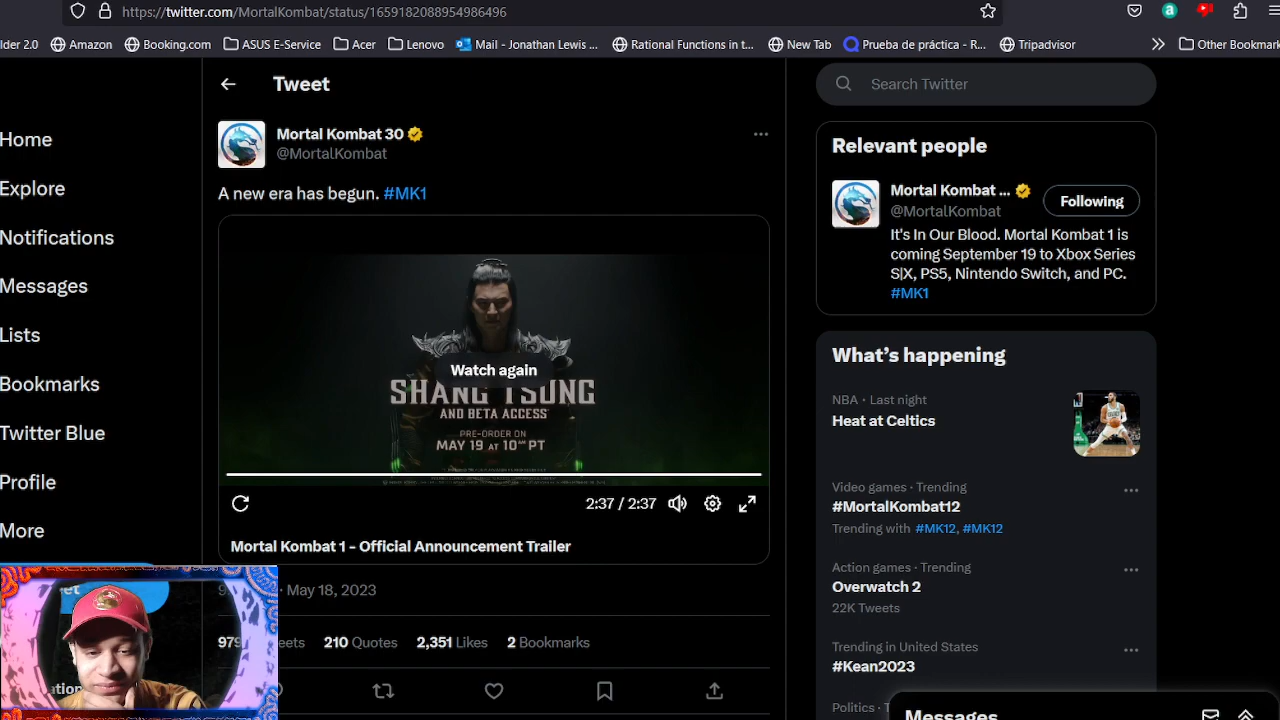 https://twitter.com/MortalKombat/status/1659182088954986496
lder 2.0 Amazon Booking.com ASUS E-Service Acer Lenovo Mail - Jonathan Lewis ... Rational Functions in t... New Tab Prueba de práctica - R... Tripadvisor Other Bookmark
Home
Explore
Notifications
Messages
Lists
Bookmarks
Twitter Blue
Profile
More
Tweet
Mortal Kombat 30
@MortalKombat
A new era has begun. #MK1
Watch again
SHANG TSUNG
AND BETA ACCESS
PRE-ORDER ON
MAY 19 AT 10AM PT
2:37 / 2:37
Mortal Kombat 1 - Official Announcement Trailer
· May 18, 2023
979 eets 210 Quotes 2,351 Likes 2 Bookmarks
Search Twitter
Relevant people
Mortal Kombat ...
@MortalKombat
Following
It's In Our Blood. Mortal Kombat 1 is
coming September 19 to Xbox Series
S|X, PS5, Nintendo Switch, and PC.
#MK1
What's happening
NBA · Last night
Heat at Celtics
Video games · Trending
#MortalKombat12
Trending with #MK12, #MK12
Action games · Trending
Overwatch 2
22K Tweets
Trending in United States
#Kean2023
Politics · T
Messages